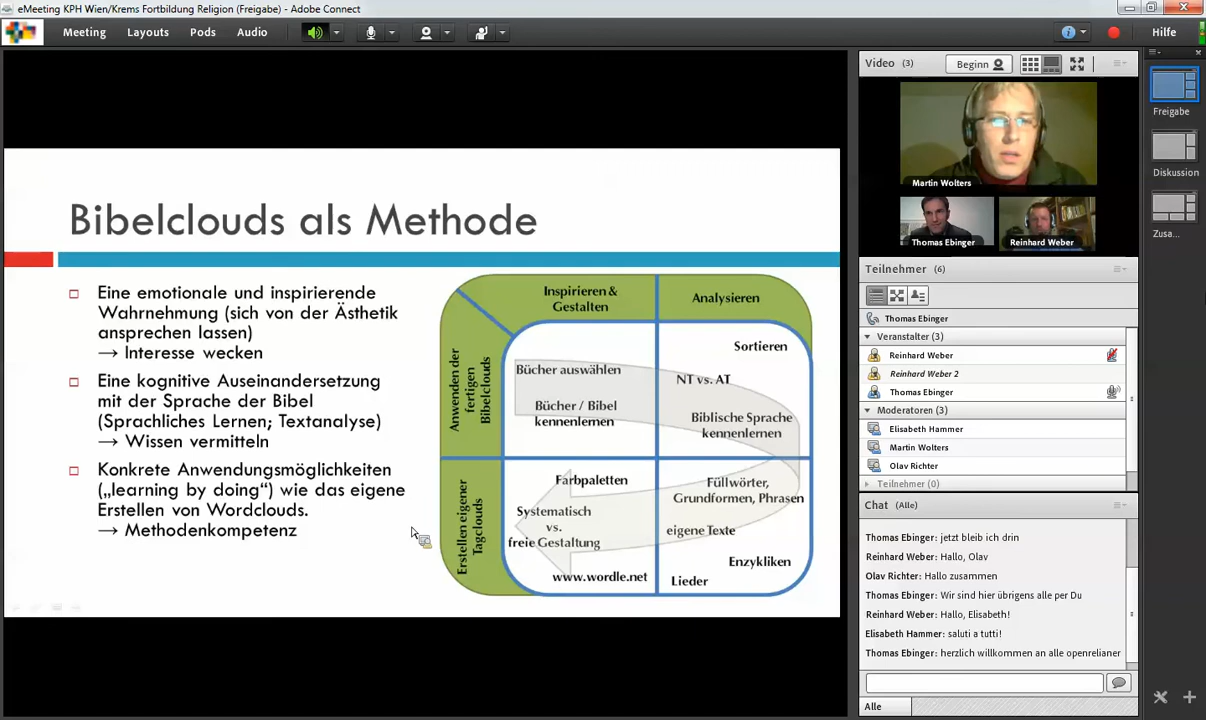 eMeeting KPH Wien/Krems Fortbildung Religion (Freigabe) - Adobe Connect
Meeting Layouts Pods Audio Hilfe
Bibelclouds als Methode
Eine emotionale und inspirierende
Wahrnehmung (sich von der Ästhetik
ansprechen lassen)
→ Interesse wecken
Eine kognitive Auseinandersetzung
mit der Sprache der Bibel
(Sprachliches Lernen; Textanalyse)
→ Wissen vermitteln
Konkrete Anwendungsmöglichkeiten
(„learning by doing“) wie das eigene
Erstellen von Wordclouds.
→ Methodenkompetenz
Inspirieren &
Gestalten
Analysieren
Anwenden der
fertigen
Bibelclouds
Bücher auswählen
Bücher / Bibel
kennenlernen
Sortieren
NT vs. AT
Biblische Sprache
kennenlernen
Erstellen eigener
Tagclouds
Farbpaletten
Systematisch
vs.
freie Gestaltung
www.wordle.net
Füllwörter,
Grundformen, Phrasen
eigene Texte
Enzykliken
Lieder
Video (3)
Beginn
Martin Wolters
Thomas Ebinger
Reinhard Weber
Teilnehmer (6)
Thomas Ebinger
Veranstalter (3)
Reinhard Weber
Reinhard Weber 2
Thomas Ebinger
Moderatoren (3)
Elisabeth Hammer
Martin Wolters
Olav Richter
Teilnehmer (0)
Chat (Alle)
Thomas Ebinger: jetzt bleib ich drin
Reinhard Weber: Hallo, Olav
Olav Richter: Hallo zusammen
Thomas Ebinger: Wir sind hier übrigens alle per Du
Reinhard Weber: Hallo, Elisabeth!
Elisabeth Hammer: saluti a tutti!
Thomas Ebinger: herzlich willkommen an alle openrelianer
Alle
Freigabe
Diskussion
Zusa...